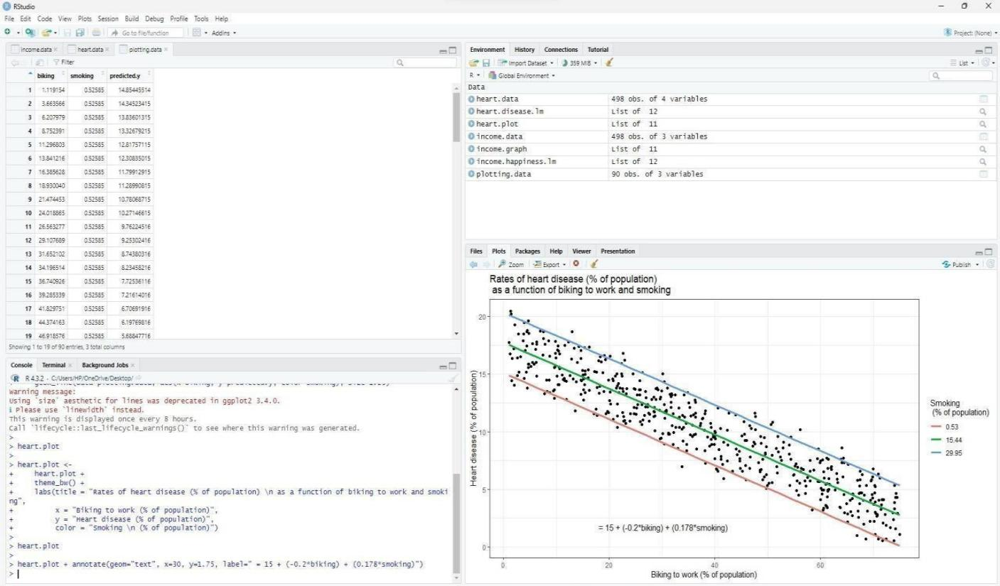 RStudio
File Edit Code View Plots Session Build Debug Profile Tools Help
Go to file/function Addins Project: (None)
income.data heart.data plotting.data
Filter
biking smoking predicted.y
1 1.119154 0.52585 14.85445514
2 3.663566 0.52585 14.34523415
3 6.207979 0.52585 13.83601315
4 8.752391 0.52585 13.32679215
5 11.296803 0.52585 12.81757115
6 13.841216 0.52585 12.30835015
7 16.385628 0.52585 11.79912915
8 18.930040 0.52585 11.28990815
9 21.474453 0.52585 10.78068715
10 24.018865 0.52585 10.27146615
11 26.563277 0.52585 9.76224516
12 29.107689 0.52585 9.25302416
13 31.652102 0.52585 8.74380316
14 34.196514 0.52585 8.23458216
15 36.740926 0.52585 7.72536116
16 39.285339 0.52585 7.21614016
17 41.829751 0.52585 6.70691916
18 44.374163 0.52585 6.19769816
19 46.918576 0.52585 5.68847716
Showing 1 to 19 of 90 entries, 3 total columns
Console Terminal Background Jobs
R 4.3.2 · C:/Users/HP/OneDrive/Desktop/
Warning message:
Using `size` aesthetic for lines was deprecated in ggplot2 3.4.0.
ℹ Please use `linewidth` instead.
This warning is displayed once every 8 hours.
Call `lifecycle::last_lifecycle_warnings()` to see where this warning was generated.
>
> heart.plot
>
> heart.plot <-
+ heart.plot +
+ theme_bw() +
+ labs(title = "Rates of heart disease (% of population) \n as a function of biking to work and smoki
ng",
+ x = "Biking to work (% of population)",
+ y = "Heart disease (% of population)",
+ color = "Smoking \n (% of population)")
>
> heart.plot
>
> heart.plot + annotate(geom="text", x=30, y=1.75, label=" = 15 + (-0.2*biking) + (0.178*smoking)")
>
Environment History Connections Tutorial
Import Dataset 359 MiB List
R Global Environment
Data
heart.data 498 obs. of 4 variables
heart.disease.lm List of 12
heart.plot List of 11
income.data 498 obs. of 3 variables
income.graph List of 11
income.happiness.lm List of 12
plotting.data 90 obs. of 3 variables
Files Plots Packages Help Viewer Presentation
Zoom Export Publish
Rates of heart disease (% of population)
as a function of biking to work and smoking
Heart disease (% of population)
20
15
10
5
0
= 15 + (-0.2*biking) + (0.178*smoking)
0 20 40 60
Biking to work (% of population)
Smoking
(% of population)
0.53
15.44
29.95